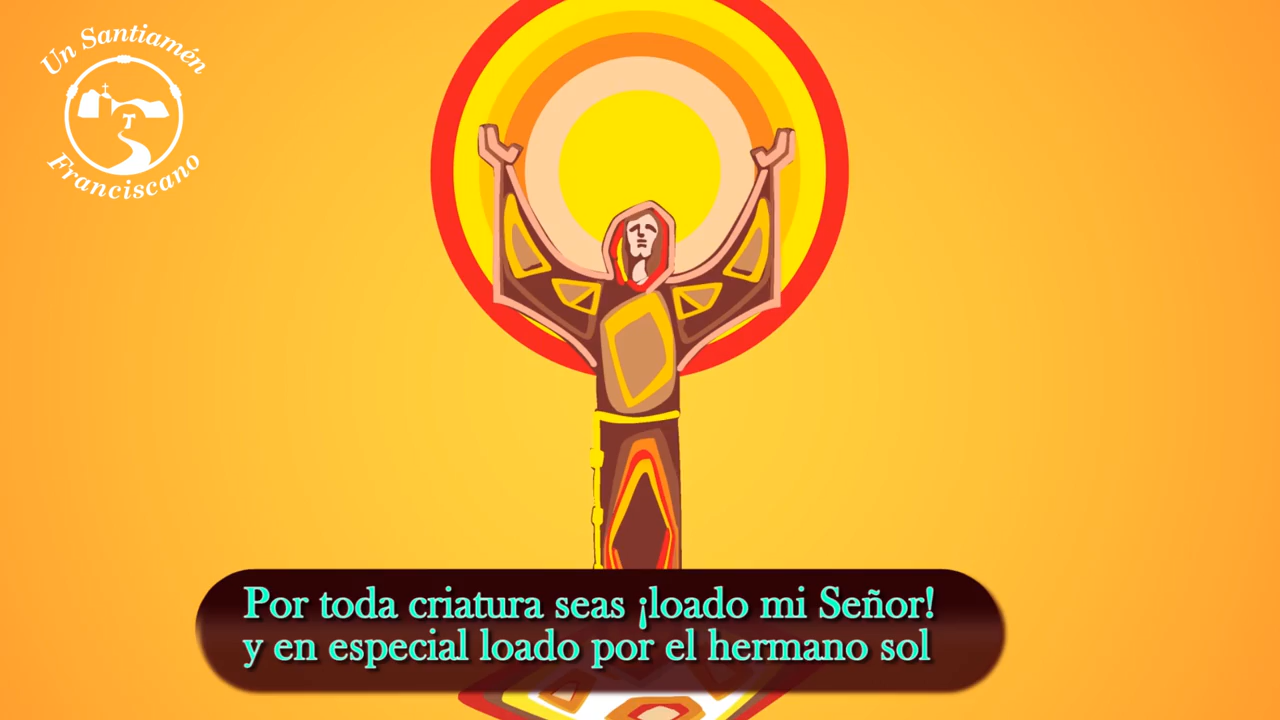 Un Santiamén
T
Franciscano
Por toda criatura seas ¡loado mi Señor!
y en especial loado por el hermano sol